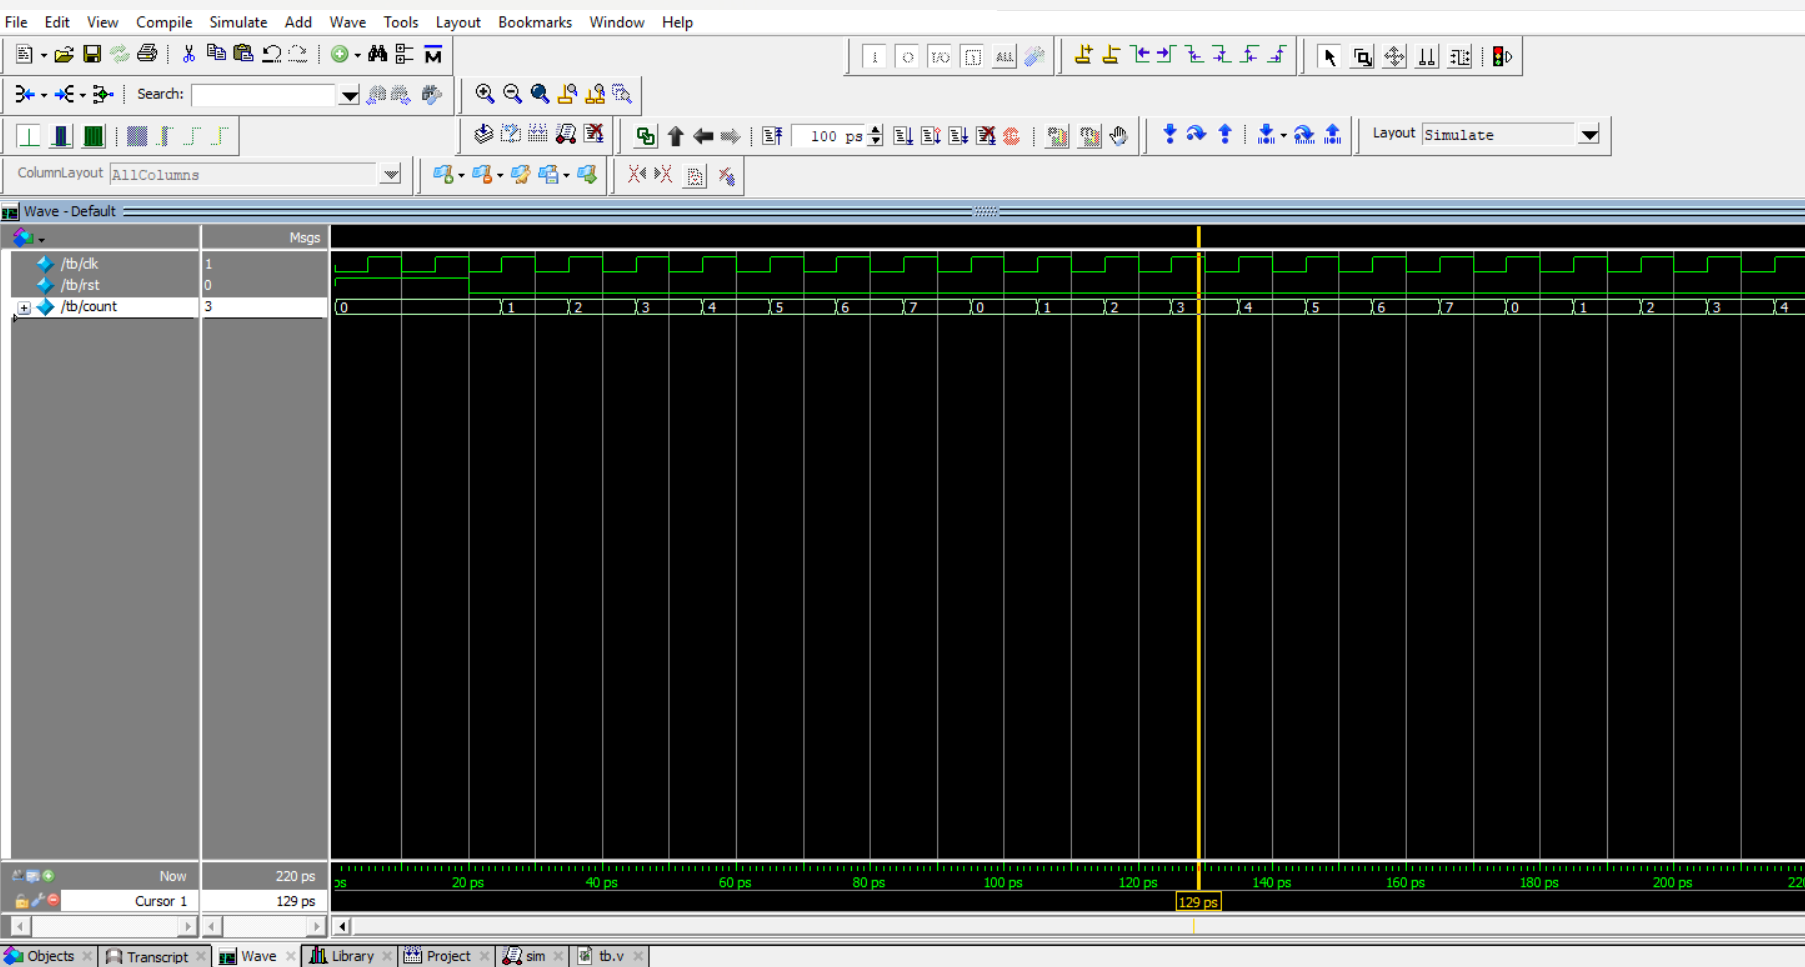 File Edit View Compile Simulate Add Wave Tools Layout Bookmarks Window Help
Search:
100 ps
Layout Simulate
ColumnLayout AllColumns
Wave - Default
Msgs
/tb/clk 1
/tb/rst 0
/tb/count 3 0 1 2 3 4 5 6 7 0 1 2 3 4 5 6 7 0 1 2 3 4
Now 220 ps ps 20 ps 40 ps 60 ps 80 ps 100 ps 120 ps 140 ps 160 ps 180 ps 200 ps 220
Cursor 1 129 ps 129 ps
Objects Transcript Wave Library Project sim tb.v